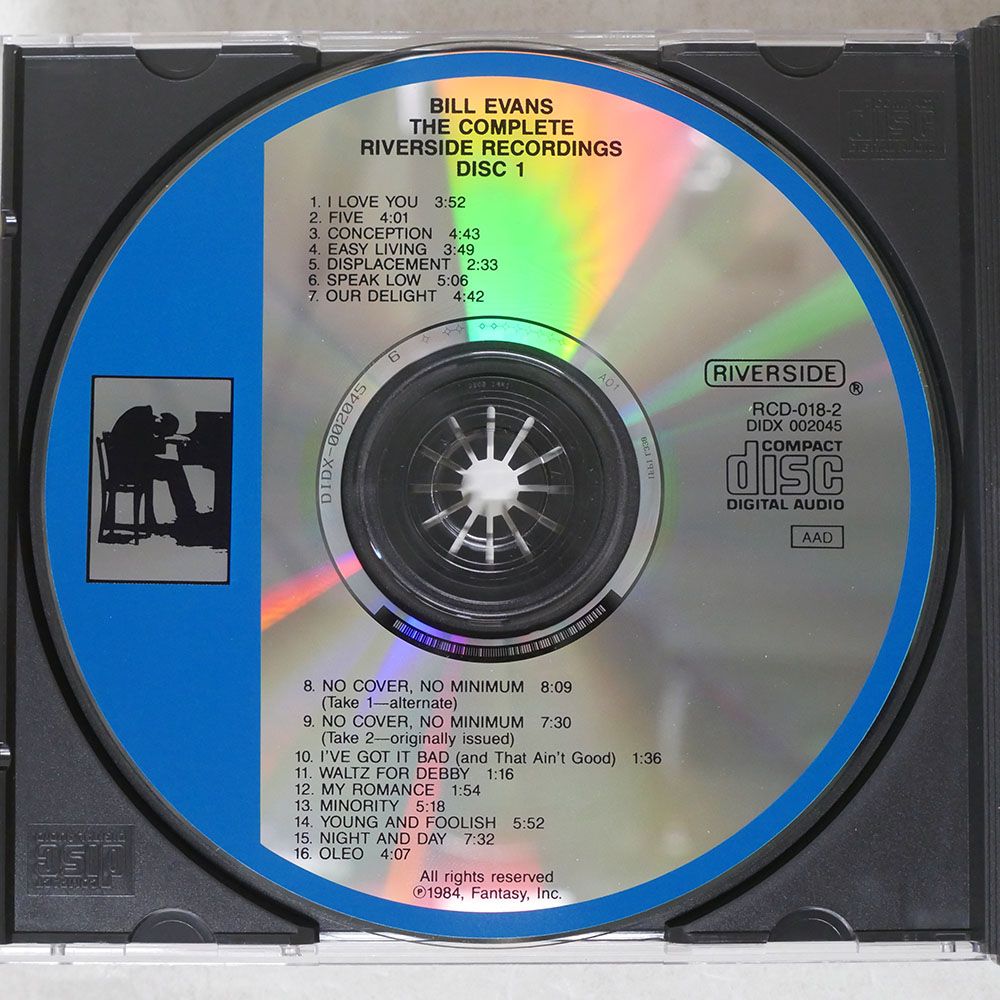 BILL EVANS
THE COMPLETE
RIVERSIDE RECORDINGS
DISC 1
1. I LOVE YOU 3:52
2. FIVE 4:01
3. CONCEPTION 4:43
4. EASY LIVING 3:49
5. DISPLACEMENT 2:33
6. SPEAK LOW 5:06
7. OUR DELIGHT 4:42
DIDX-002045 6
A01
RIVERSIDE ®
RCD-018-2
DIDX 002045
COMPACT
disc
DIGITAL AUDIO
AAD
8. NO COVER, NO MINIMUM 8:09
(Take 1—alternate)
9. NO COVER, NO MINIMUM 7:30
(Take 2—originally issued)
10. I'VE GOT IT BAD (and That Ain't Good) 1:36
11. WALTZ FOR DEBBY 1:16
12. MY ROMANCE 1:54
13. MINORITY 5:18
14. YOUNG AND FOOLISH 5:52
15. NIGHT AND DAY 7:32
16. OLEO 4:07
All rights reserved
℗1984, Fantasy, Inc.
COMPACT
disc
DIGITAL AUDIO